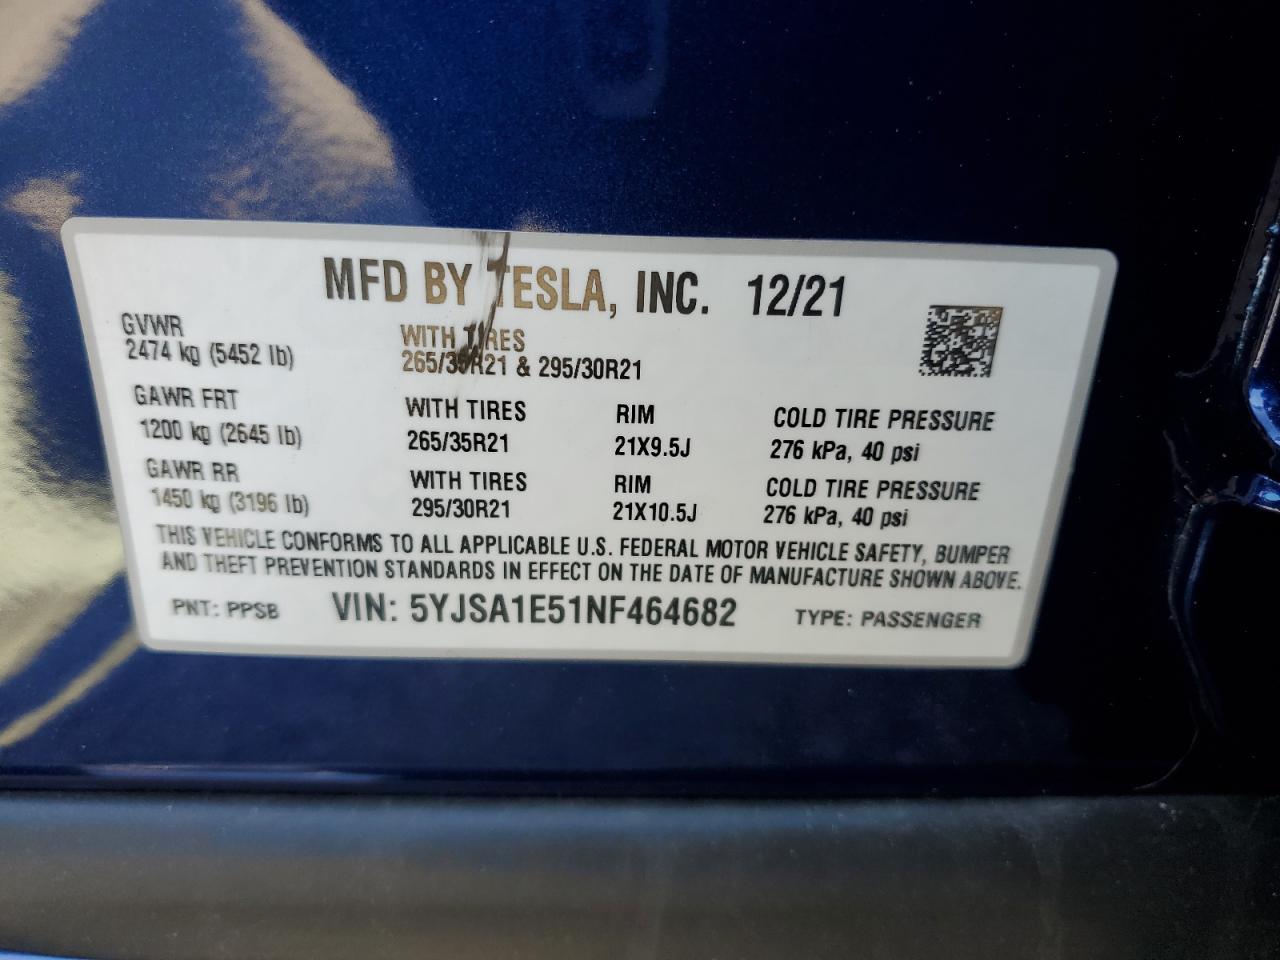 MFD BY TESLA, INC. 12/21
GVWR
2474 kg (5452 lb)
WITH TIRES
265/35R21 & 295/30R21
GAWR FRT
1200 kg (2645 lb)
WITH TIRES
265/35R21
RIM
21X9.5J
COLD TIRE PRESSURE
276 kPa, 40 psi
GAWR RR
1450 kg (3196 lb)
WITH TIRES
295/30R21
RIM
21X10.5J
COLD TIRE PRESSURE
276 kPa, 40 psi
THIS VEHICLE CONFORMS TO ALL APPLICABLE U.S. FEDERAL MOTOR VEHICLE SAFETY, BUMPER
AND THEFT PREVENTION STANDARDS IN EFFECT ON THE DATE OF MANUFACTURE SHOWN ABOVE.
PNT: PPSB VIN: 5YJSA1E51NF464682 TYPE: PASSENGER